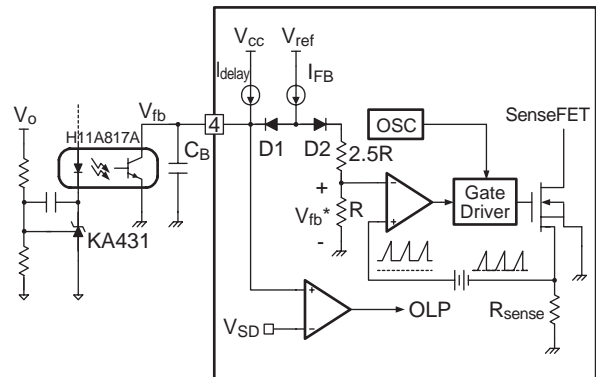 Vcc
Vref
Idelay
IFB
Vo
H11A817A
Vfb
4
CB
D1
D2
2.5R
OSC
SenseFET
+
Vfb*
-
R
-
+
Gate
Driver
KA431
VSD
+
-
OLP
Rsense